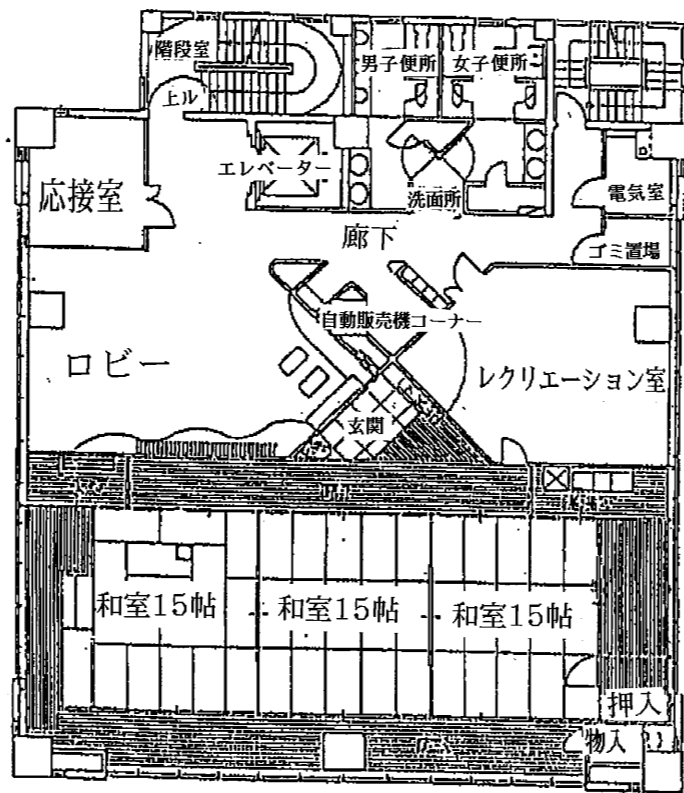 階段室
男子便所
女子便所
上ル
エレベーター
応接室
洗面所
電気室
廊下
ゴミ置場
自動販売機コーナー
ロビー
レクリエーション室
玄関
和室15帖
和室15帖
和室15帖
押入
物入